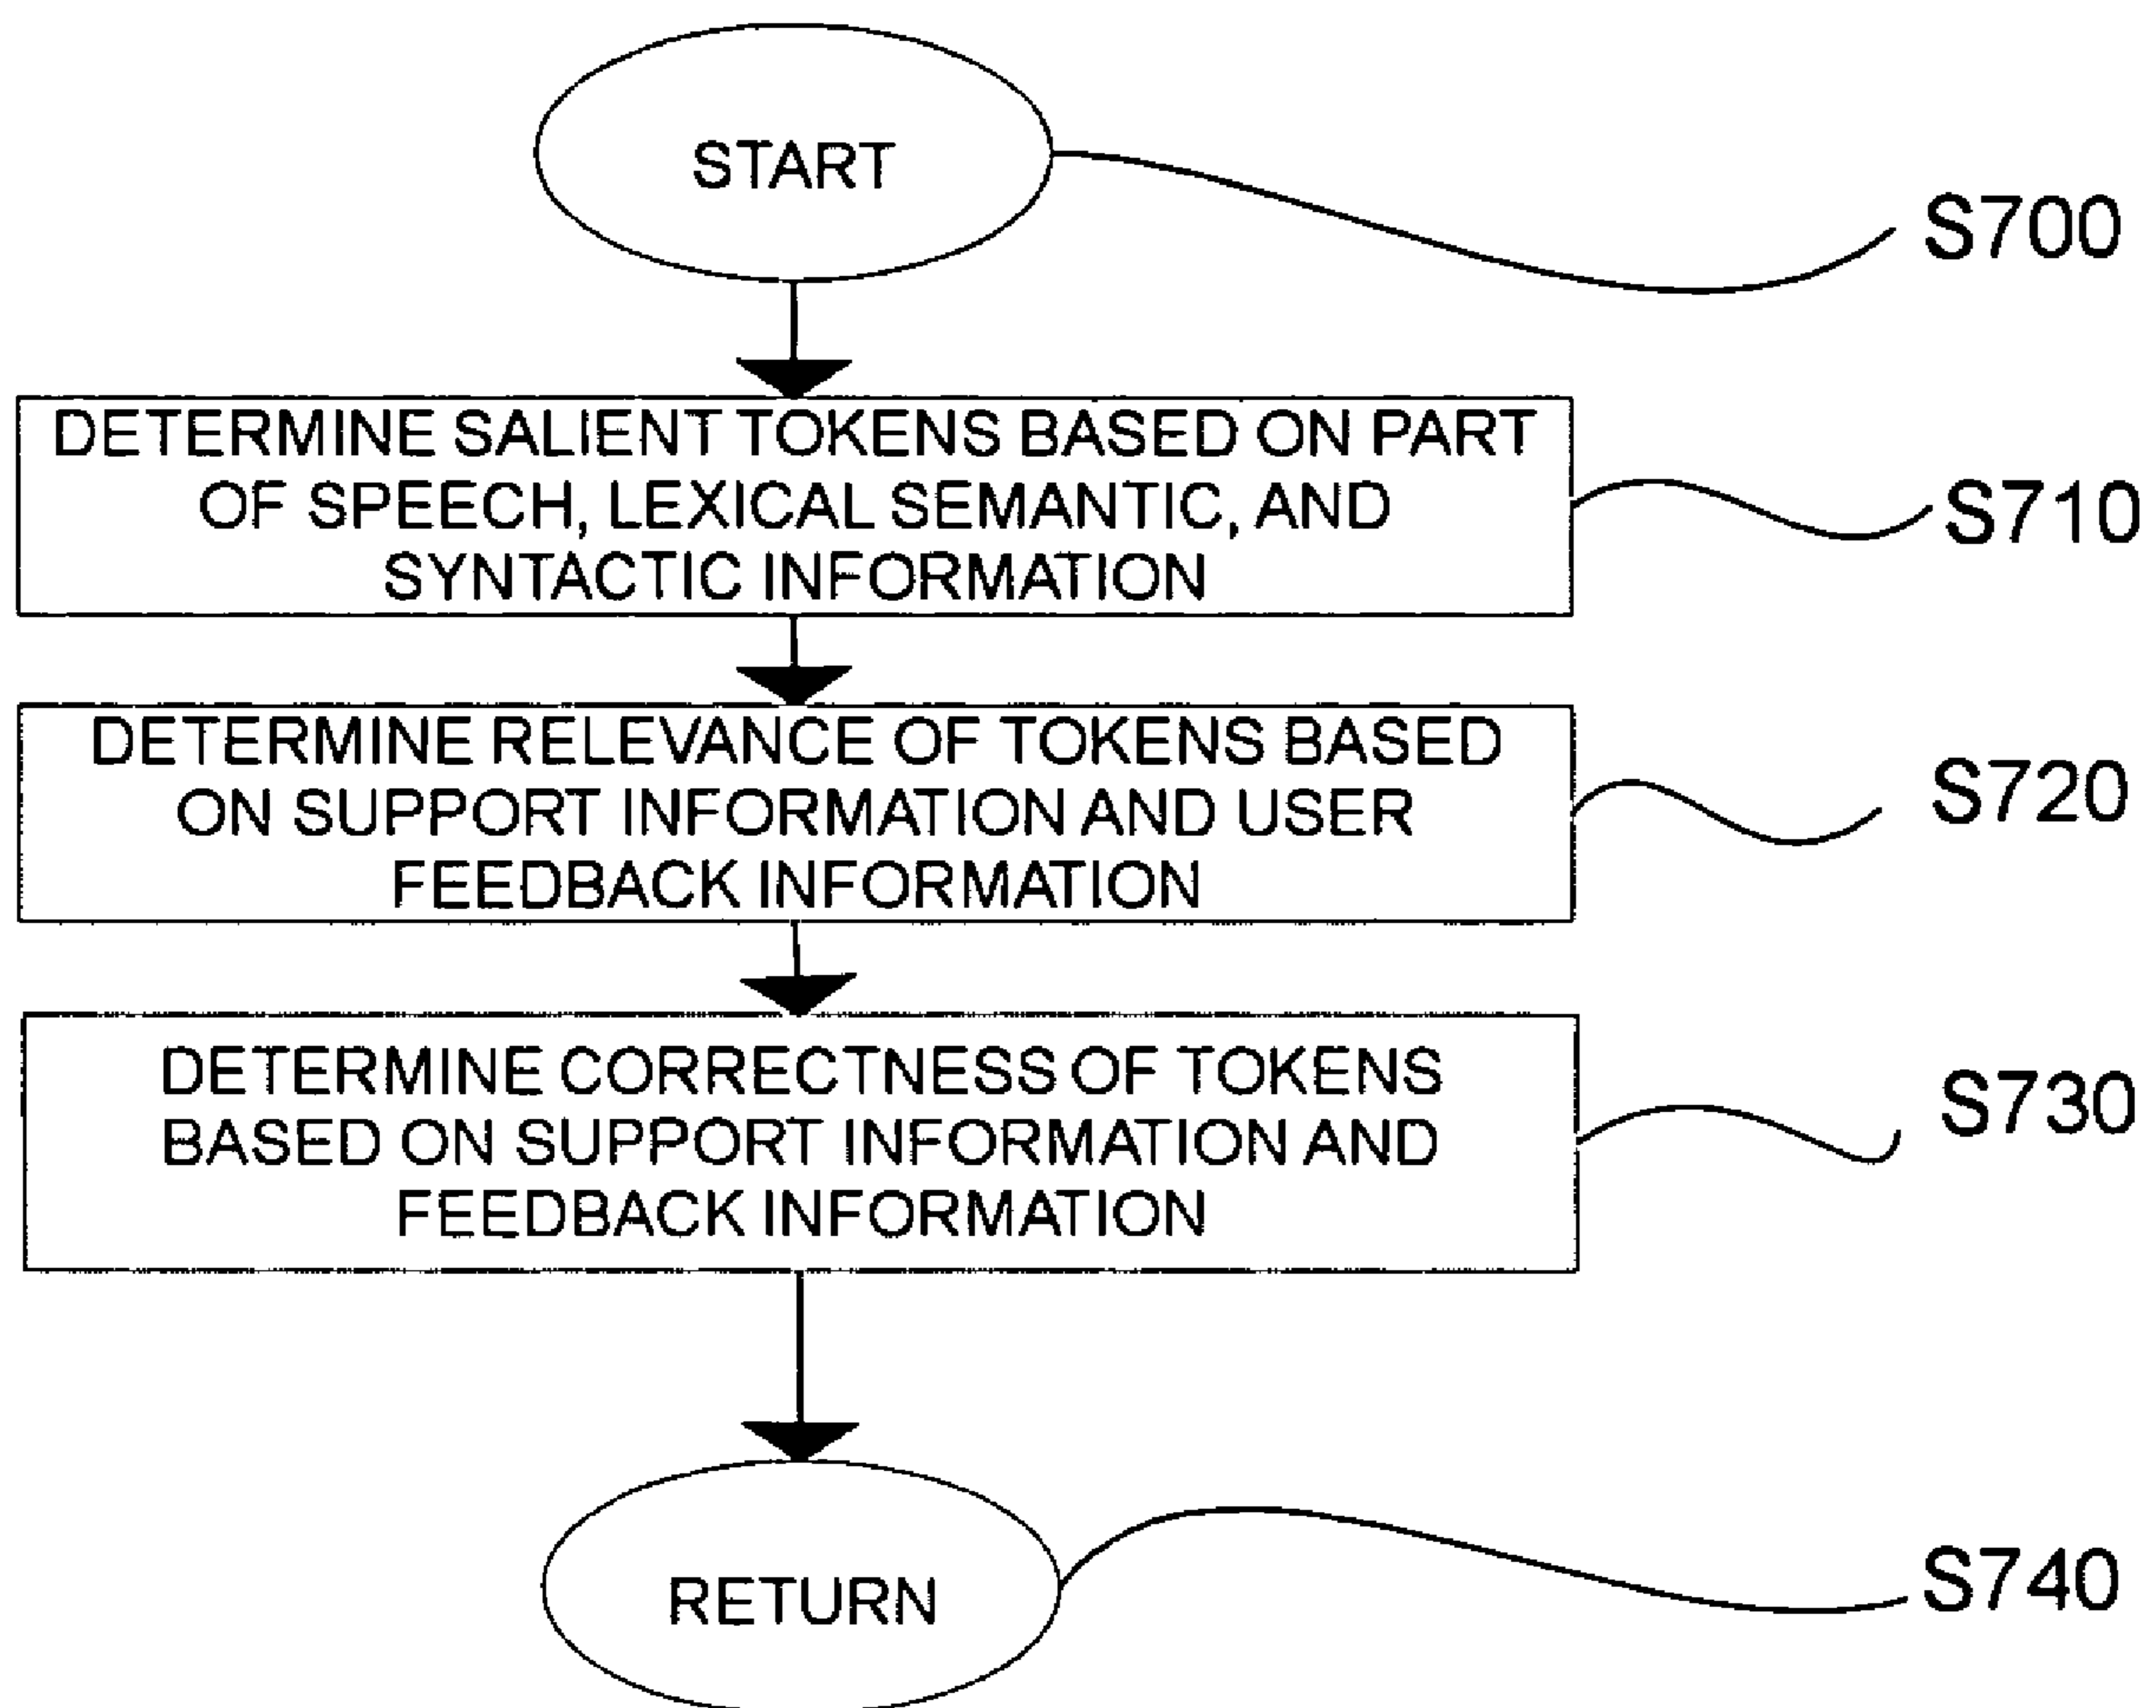 START
S700
DETERMINE SALIENT TOKENS BASED ON PART
OF SPEECH, LEXICAL SEMANTIC, AND
SYNTACTIC INFORMATION
S710
DETERMINE RELEVANCE OF TOKENS BASED
ON SUPPORT INFORMATION AND USER
FEEDBACK INFORMATION
S720
DETERMINE CORRECTNESS OF TOKENS
BASED ON SUPPORT INFORMATION AND
FEEDBACK INFORMATION
S730
RETURN
S740